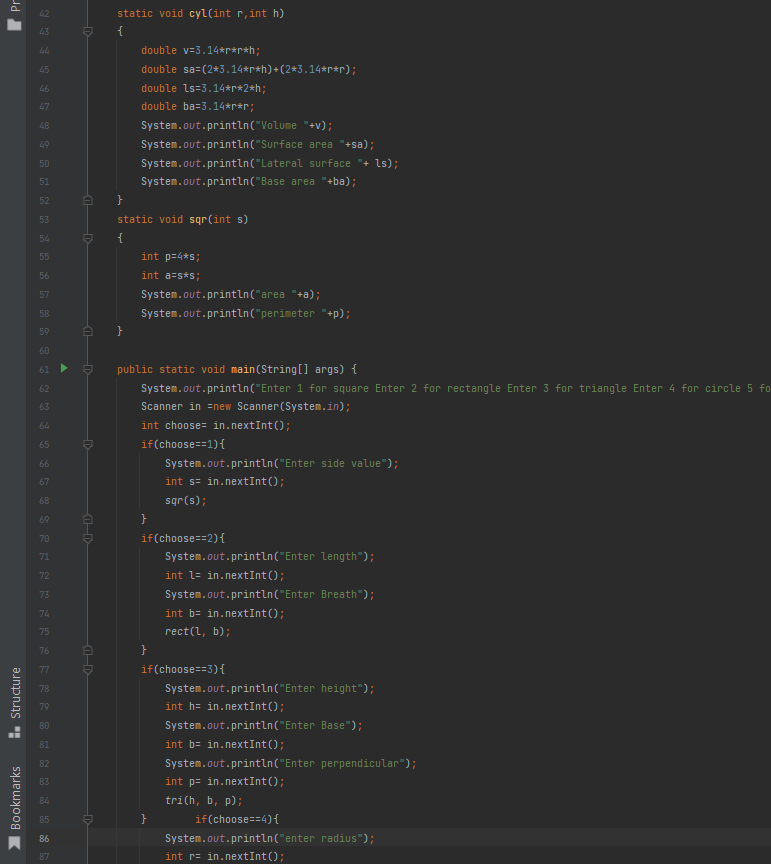 Pr
Structure
Bookmarks
42 static void cyl(int r,int h)
43 {
44 double v=3.14*r*r*h;
45 double sa=(2*3.14*r*h)+(2*3.14*r*r);
46 double ls=3.14*r*2*h;
47 double ba=3.14*r*r;
48 System.out.println("Volume "+v);
49 System.out.println("Surface area "+sa);
50 System.out.println("Lateral surface "+ ls);
51 System.out.println("Base area "+ba);
52 }
53 static void sqr(int s)
54 {
55 int p=4*s;
56 int a=s*s;
57 System.out.println("area "+a);
58 System.out.println("perimeter "+p);
59 }
60
61 public static void main(String[] args) {
62 System.out.println("Enter 1 for square Enter 2 for rectangle Enter 3 for triangle Enter 4 for circle 5 fo
63 Scanner in =new Scanner(System.in);
64 int choose= in.nextInt();
65 if(choose==1){
66 System.out.println("Enter side value");
67 int s= in.nextInt();
68 sqr(s);
69 }
70 if(choose==2){
71 System.out.println("Enter length");
72 int l= in.nextInt();
73 System.out.println("Enter Breath");
74 int b= in.nextInt();
75 rect(l, b);
76 }
77 if(choose==3){
78 System.out.println("Enter height");
79 int h= in.nextInt();
80 System.out.println("Enter Base");
81 int b= in.nextInt();
82 System.out.println("Enter perpendicular");
83 int p= in.nextInt();
84 tri(h, b, p);
85 } if(choose==4){
86 System.out.println("enter radius");
87 int r= in.nextInt();